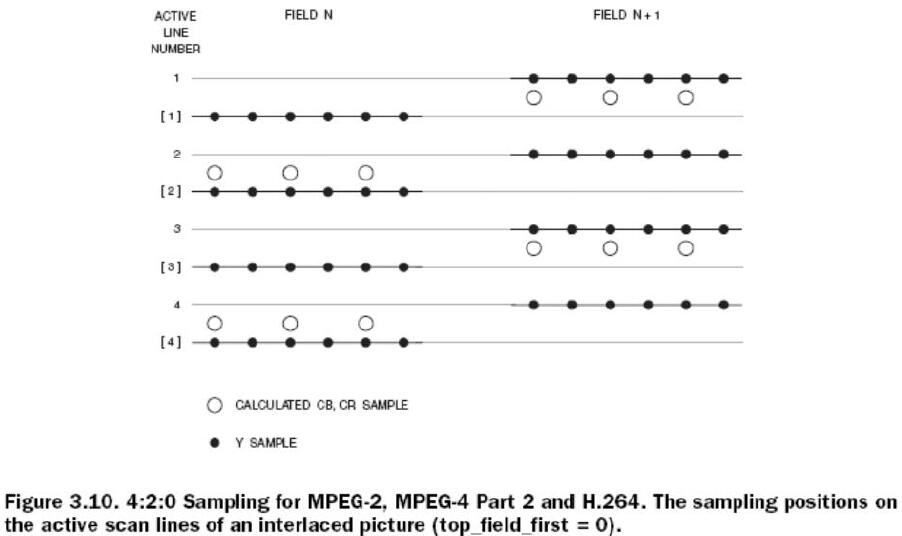 ACTIVE
LINE
NUMBER
FIELD N
FIELD N + 1
1
[ 1 ]
2
[ 2 ]
3
[ 3 ]
4
[ 4 ]
CALCULATED CB, CR SAMPLE
Y SAMPLE
Figure 3.10. 4:2:0 Sampling for MPEG-2, MPEG-4 Part 2 and H.264. The sampling positions on
the active scan lines of an interlaced picture (top_field_first = 0).